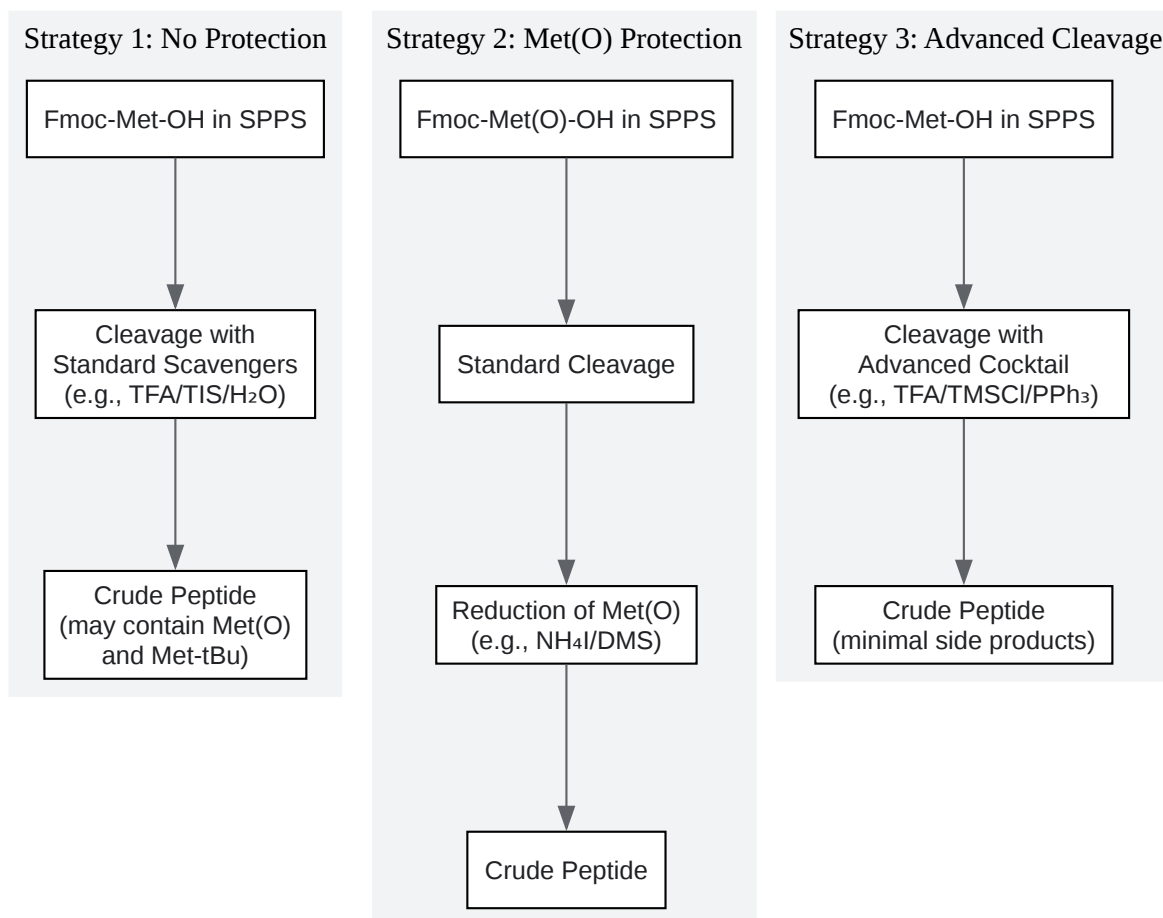 Strategy 1: No Protection
Fmoc-Met-OH in SPPS
Cleavage with
Standard Scavengers
(e.g., TFA/TIS/H₂O)
Crude Peptide
(may contain Met(O)
and Met-tBu)
Strategy 2: Met(O) Protection
Fmoc-Met(O)-OH in SPPS
Standard Cleavage
Reduction of Met(O)
(e.g., NH₄I/DMS)
Crude Peptide
Strategy 3: Advanced Cleavage
Fmoc-Met-OH in SPPS
Cleavage with
Advanced Cocktail
(e.g., TFA/TMSCl/PPh₃)
Crude Peptide
(minimal side products)